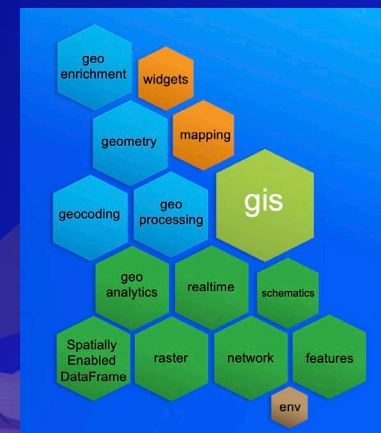 geo
enrichment
widgets
geometry
mapping
geocoding
geo
processing
gis
geo
analytics
realtime
schematics
Spatially
Enabled
DataFrame
raster
network
features
env